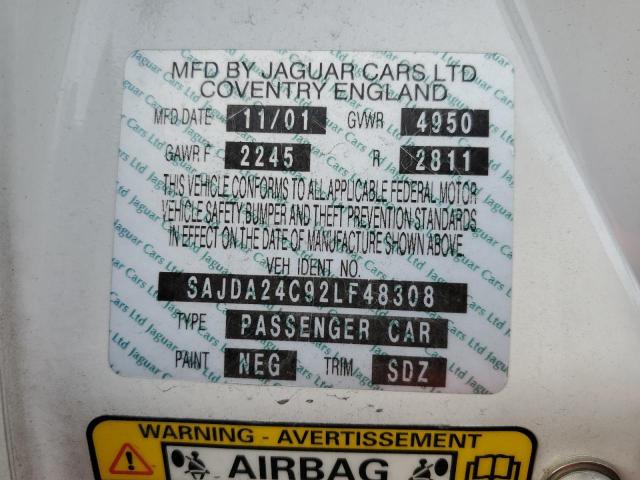 MFD BY JAGUAR CARS LTD
COVENTRY ENGLAND
MFD DATE 11/01 GVWR 4950
GAWR F 2245 R 2811
THIS VEHICLE CONFORMS TO ALL APPLICABLE FEDERAL MOTOR
VEHICLE SAFETY BUMPER AND THEFT PREVENTION STANDARDS
IN EFFECT ON THE DATE OF MANUFACTURE SHOWN ABOVE.
VEH IDENT NO.
SAJDA24C92LF48308
TYPE PASSENGER CAR
PAINT NEG TRIM SDZ
WARNING - AVERTISSEMENT
AIRBAG